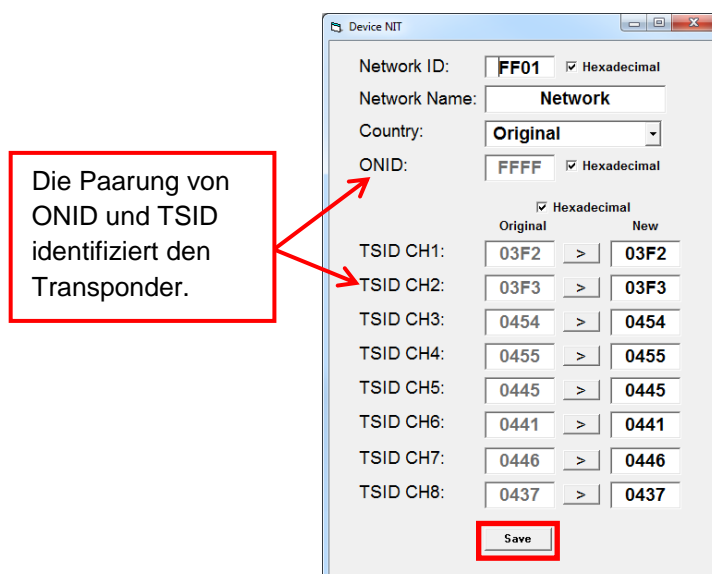 Device NIT
Network ID: FF01 Hexadecimal
Network Name: Network
Country: Original
ONID: FFFF Hexadecimal
Die Paarung von
ONID und TSID
identifiziert den
Transponder.
Hexadecimal
Original New
TSID CH1: 03F2 > 03F2
TSID CH2: 03F3 > 03F3
TSID CH3: 0454 > 0454
TSID CH4: 0455 > 0455
TSID CH5: 0445 > 0445
TSID CH6: 0441 > 0441
TSID CH7: 0446 > 0446
TSID CH8: 0437 > 0437
Save